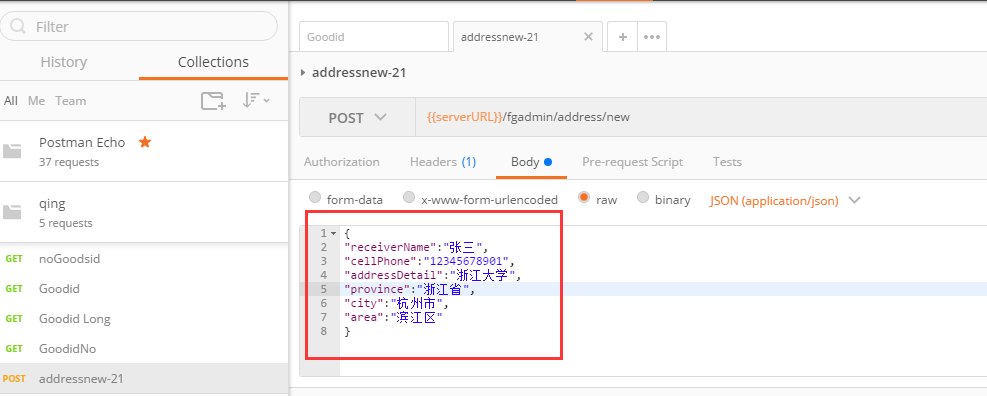 Filter
History Collections
All Me Team
Postman Echo
37 requests
qing
5 requests
GET noGoodsid
GET Goodid
GET Goodid Long
GET GoodidNo
POST addressnew-21
Goodid addressnew-21 × + •••
addressnew-21
POST {{serverURL}}/fgadmin/address/new
Authorization Headers (1) Body Pre-request Script Tests
form-data x-www-form-urlencoded raw binary JSON (application/json)
1 {
2 "receiverName":"张三",
3 "cellPhone":"12345678901",
4 "addressDetail":"浙江大学",
5 "province":"浙江省",
6 "city":"杭州市",
7 "area":"滨江区"
8 }